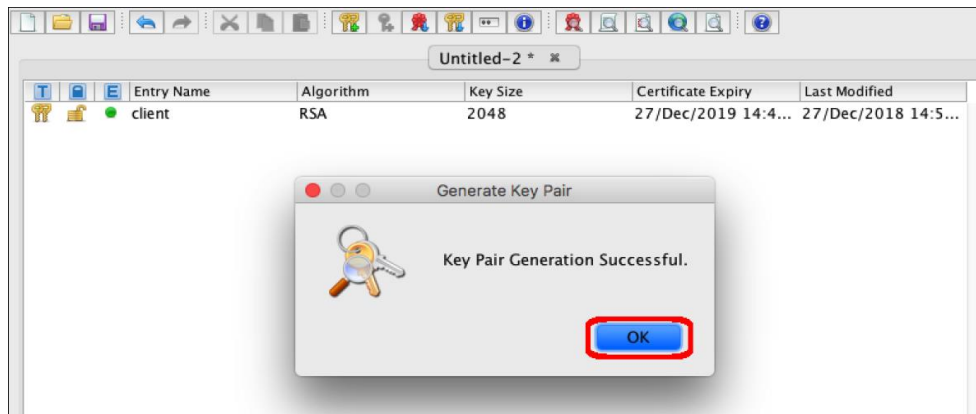 Untitled-2 *
T E Entry Name Algorithm Key Size Certificate Expiry Last Modified
client RSA 2048 27/Dec/2019 14:4... 27/Dec/2018 14:5...
Generate Key Pair
Key Pair Generation Successful.
OK